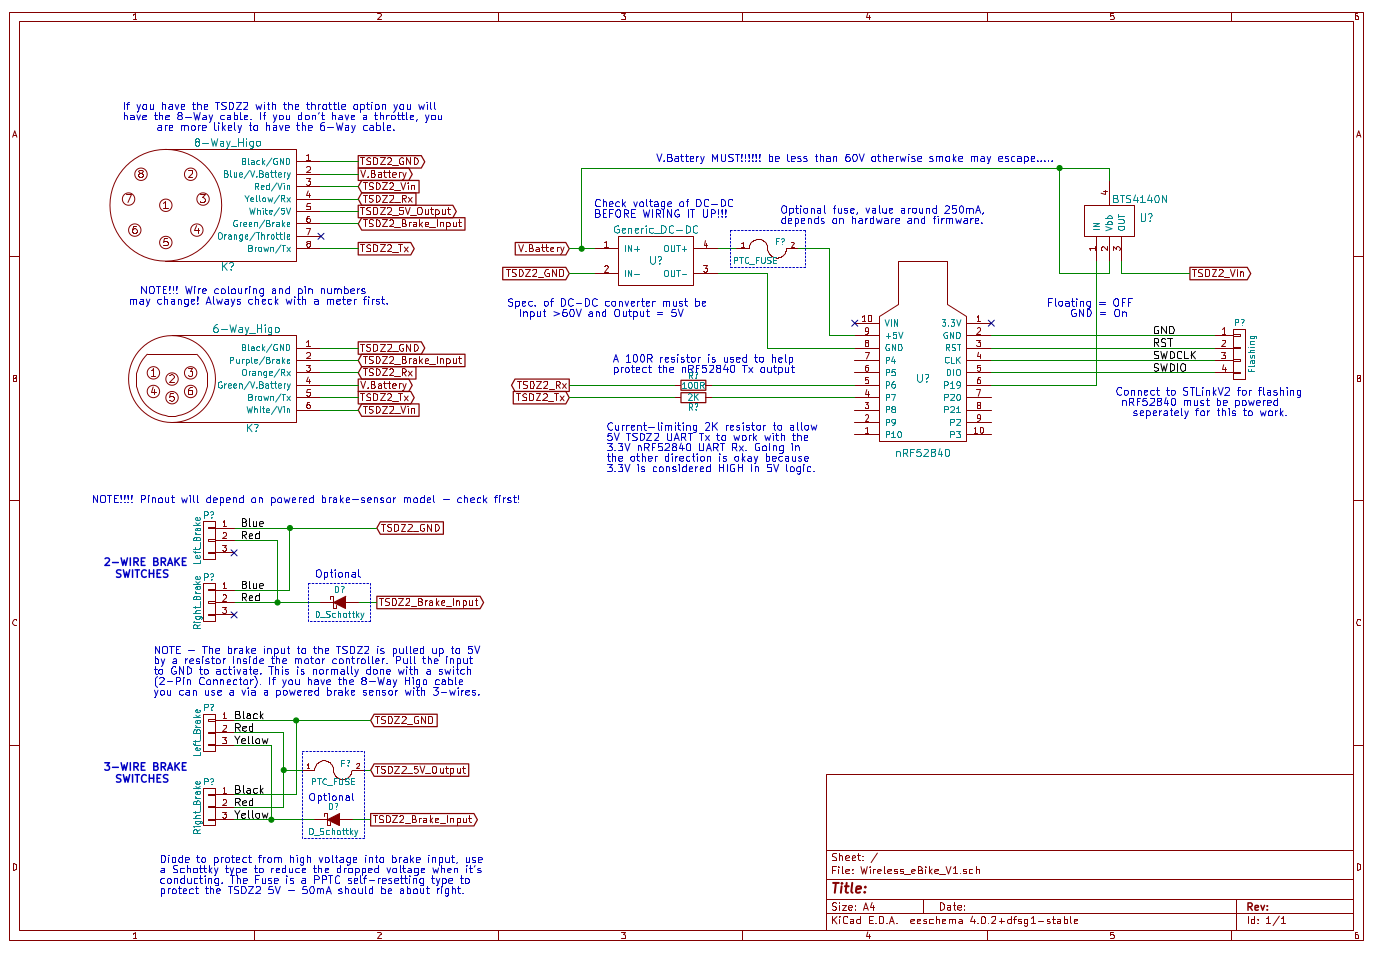 1 2 3 4 5 6
A
B
C
D
If you have the TSDZ2 with the throttle option you will
have the 8-Way cable. If you don't have a throttle, you
are more likely to have the 6-Way cable.
8-Way_Higo
Black/GND 1 TSDZ2_GND
Blue/V.Battery 2 V.Battery
Red/Vin 3 TSDZ2_Vin
Yellow/Rx 4 TSDZ2_Rx
White/5V 5 TSDZ2_5V_Output
Green/Brake 6 TSDZ2_Brake_Input
Orange/Throttle 7
Brown/Tx 8 TSDZ2_Tx
8 2
7 1 3
6 5 4
K?
NOTE!!! Wire colouring and pin numbers
may change! Always check with a meter first.
6-Way_Higo
Black/GND 1 TSDZ2_GND
Purple/Brake 2 TSDZ2_Brake_Input
Orange/Rx 3 TSDZ2_Rx
Green/V.Battery 4 V.Battery
Brown/Tx 5 TSDZ2_Tx
White/Vin 6 TSDZ2_Vin
1 2 3
4 5 6
K?
V.Battery MUST!!!!!! be less than 60V otherwise smoke may escape.....
Check voltage of DC-DC
BEFORE WIRING IT UP!!!
Generic_DC-DC
V.Battery 1 IN+ OUT+ 4
U?
TSDZ2_GND 2 IN- OUT- 3
Spec. of DC-DC converter must be
Input >60V and Output = 5V
Optional fuse, value around 250mA,
depends on hardware and firmware.
1 F? 2
PTC_FUSE
BTS4140N
U?
4
IN Vbb OUT
1 2 3
TSDZ2_Vin
Floating = OFF
GND = On
10 VIN 3.3V 1
9 +5V GND 2
8 GND RST 3
7 P4 CLK 4
6 P5 DIO 5
5 P6 P19 6
4 P7 P20 7
3 P8 P21 8
2 P9 P2 9
1 P10 P3 10
U?
nRF52840
A 100R resistor is used to help
protect the nRF52840 Tx output
R?
TSDZ2_Rx 100R
TSDZ2_Tx 2K
R?
Current-limiting 2K resistor to allow
5V TSDZ2 UART Tx to work with the
3.3V nRF52840 UART Rx. Going in
the other direction is okay because
3.3V is considered HIGH in 5V logic.
P?
GND 1
RST 2
SWDCLK 3
SWDIO 4
Flashing
Connect to STLinkV2 for flashing
nRF52840 must be powered
seperately for this to work.
NOTE!!!! Pinout will depend on powered brake-sensor model - check first!
P?
Left_Brake
1 Blue TSDZ2_GND
2 Red
3
2-WIRE BRAKE
SWITCHES
P?
Right_Brake
1 Blue
2 Red
3
Optional
D?
D_Schottky
TSDZ2_Brake_Input
NOTE - The brake input to the TSDZ2 is pulled up to 5V
by a resistor inside the motor controller. Pull the input
to GND to activate. This is normally done with a switch
(2-Pin Connector). If you have the 8-Way Higo cable
you can use a via a powered brake sensor with 3-wires.
P?
Left_Brake
1 Black TSDZ2_GND
2 Red
3 Yellow
3-WIRE BRAKE
SWITCHES
1 F? 2 TSDZ2_5V_Output
PTC_FUSE
P?
Right_Brake
1 Black
2 Red
3 Yellow
Optional
D?
D_Schottky
TSDZ2_Brake_Input
Diode to protect from high voltage into brake input, use
a Schottky type to reduce the dropped voltage when it's
conducting. The Fuse is a PPTC self-resetting type to
protect the TSDZ2 5V - 50mA should be about right.
Sheet: /
File: Wireless_eBike_V1.sch
Title:
Size: A4 Date: Rev:
KiCad E.D.A. eeschema 4.0.2+dfsg1-stable Id: 1/1
A
B
C
D
1 2 3 4 5 6